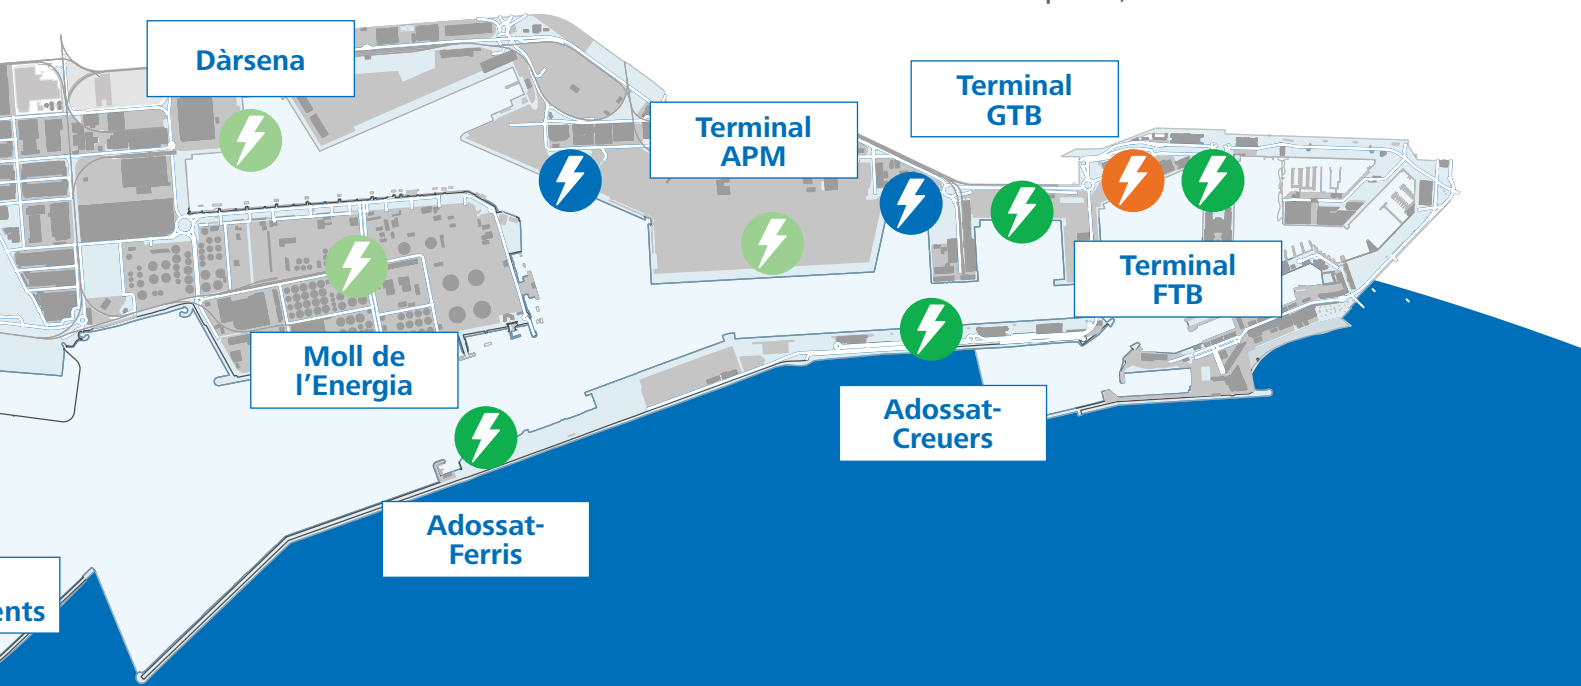 Dàrsena
Terminal
GTB
Terminal
APM
Terminal
FTB
Moll de
l’Energia
Adossat-
Creuers
Adossat-
Ferris
ents